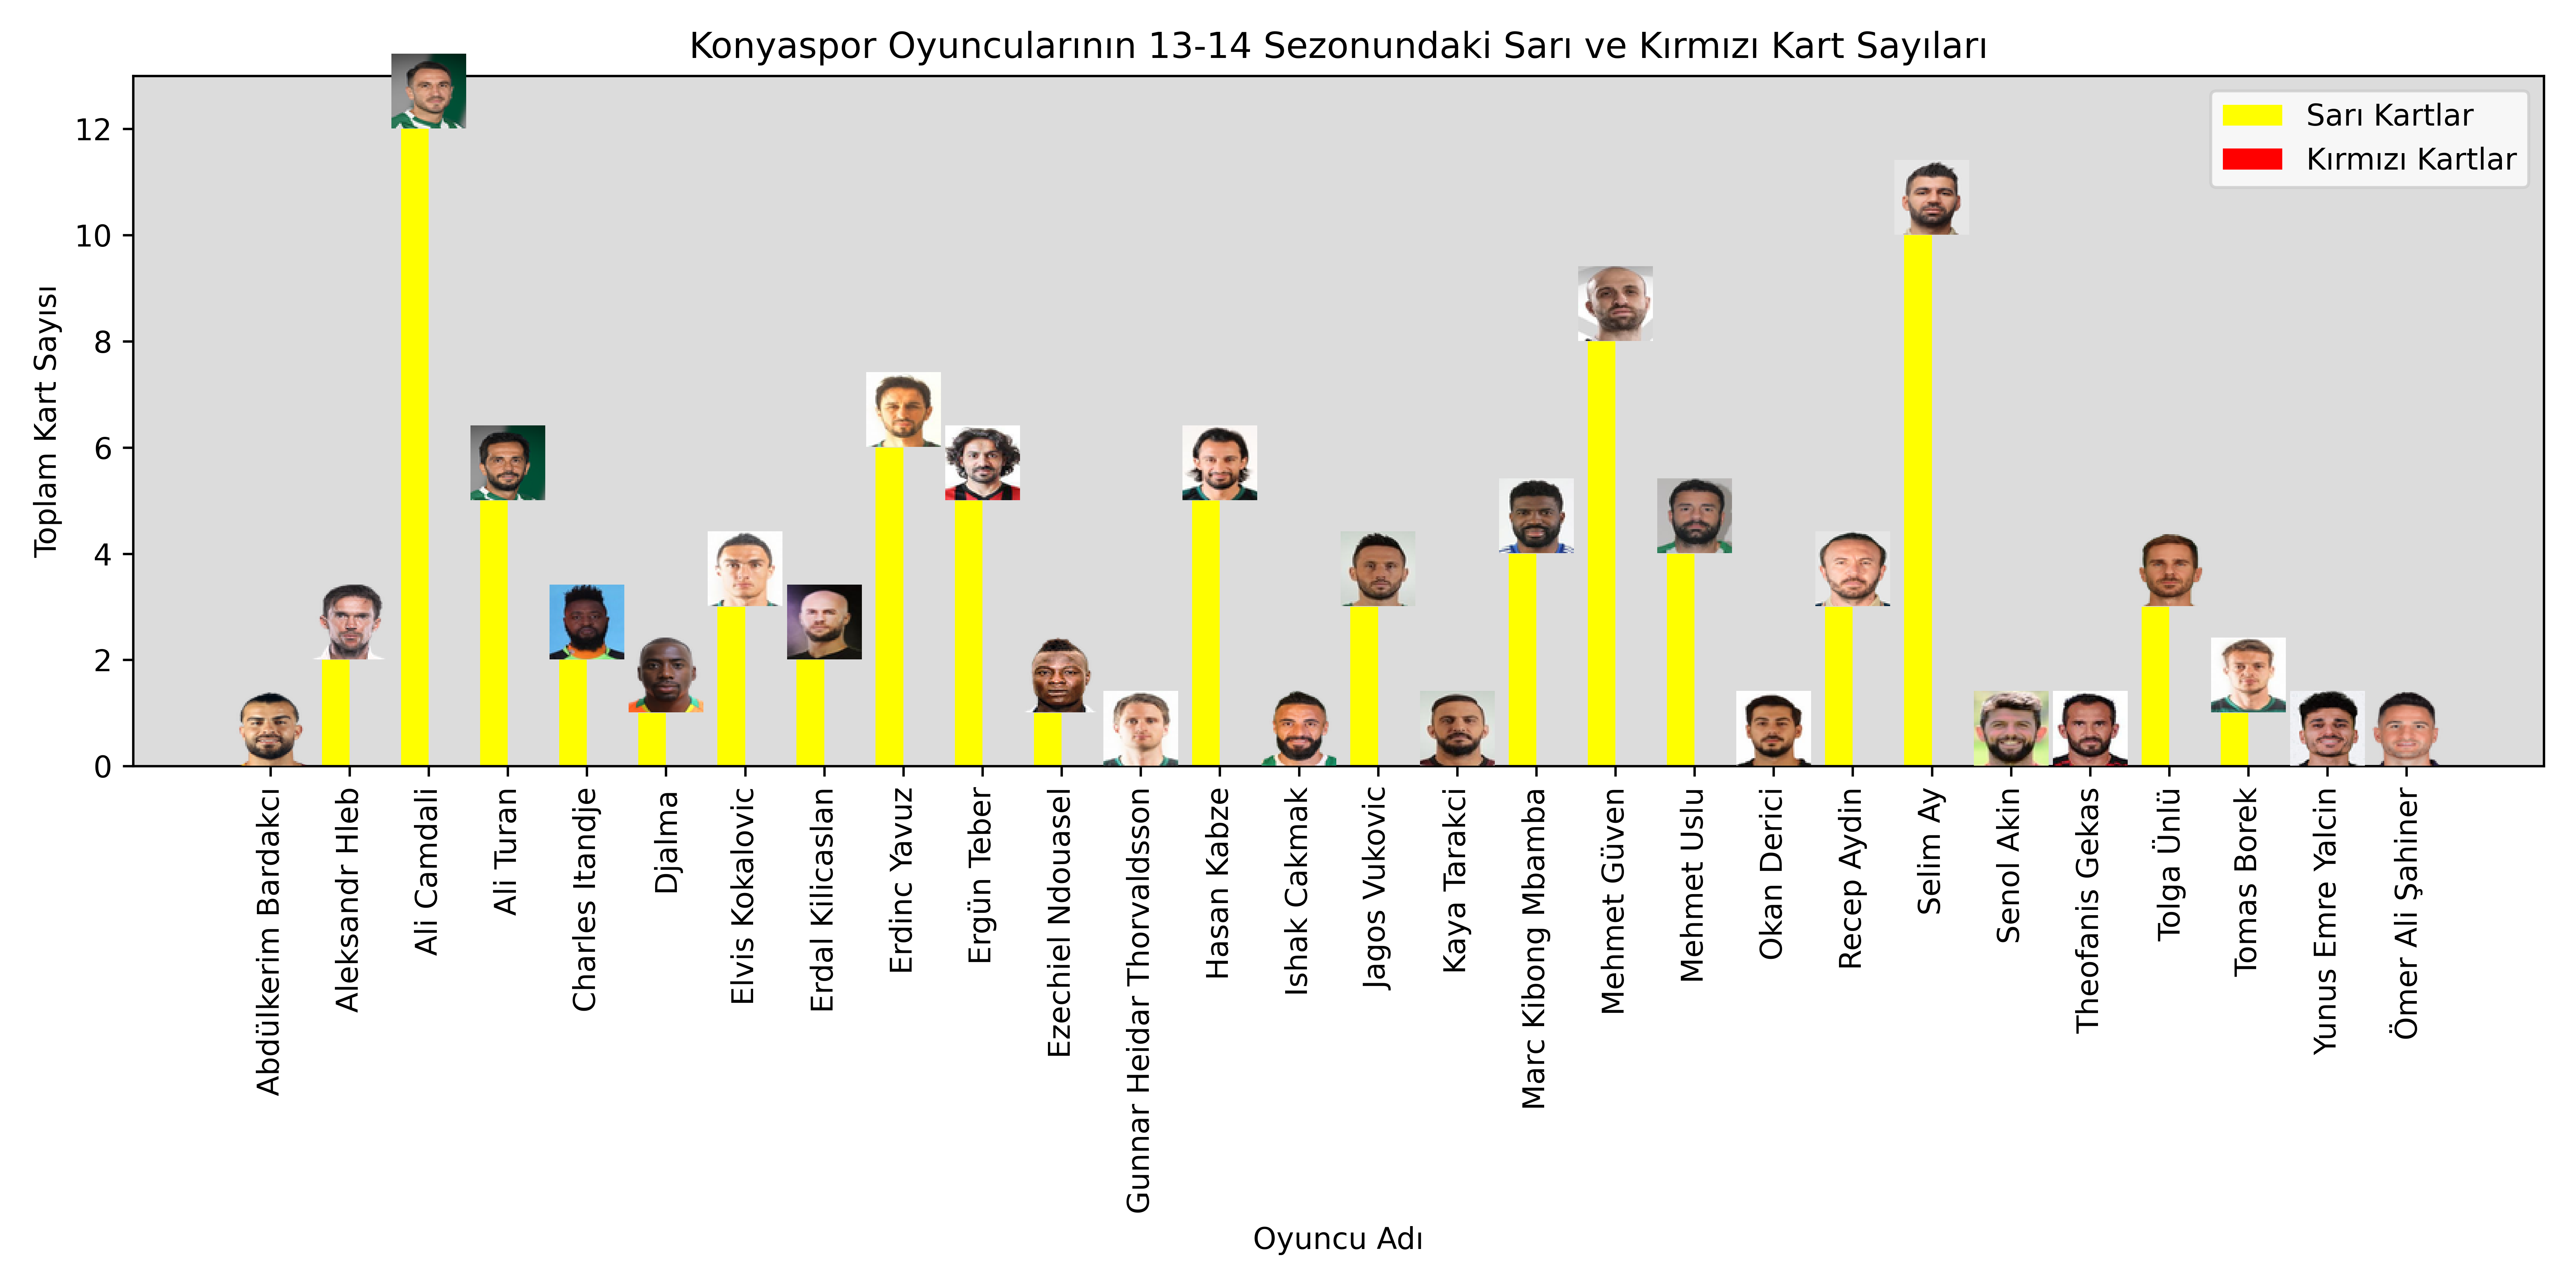 Konyaspor Oyuncularının 13-14 Sezonundaki Sarı ve Kırmızı Kart Sayıları
Sarı Kartlar
Kırmızı Kartlar
Toplam Kart Sayısı
12
10
8
6
4
2
0
Abdülkerim Bardakcı
Aleksandr Hleb
Ali Camdali
Ali Turan
Charles Itandje
Djalma
Elvis Kokalovic
Erdal Kilicaslan
Erdinc Yavuz
Ergün Teber
Ezechiel Ndouasel
Gunnar Heidar Thorvaldsson
Hasan Kabze
Ishak Cakmak
Jagos Vukovic
Kaya Tarakci
Marc Kibong Mbamba
Mehmet Güven
Mehmet Uslu
Okan Derici
Recep Aydin
Selim Ay
Senol Akin
Theofanis Gekas
Tolga Ünlü
Tomas Borek
Yunus Emre Yalcin
Ömer Ali Şahiner
Oyuncu Adı